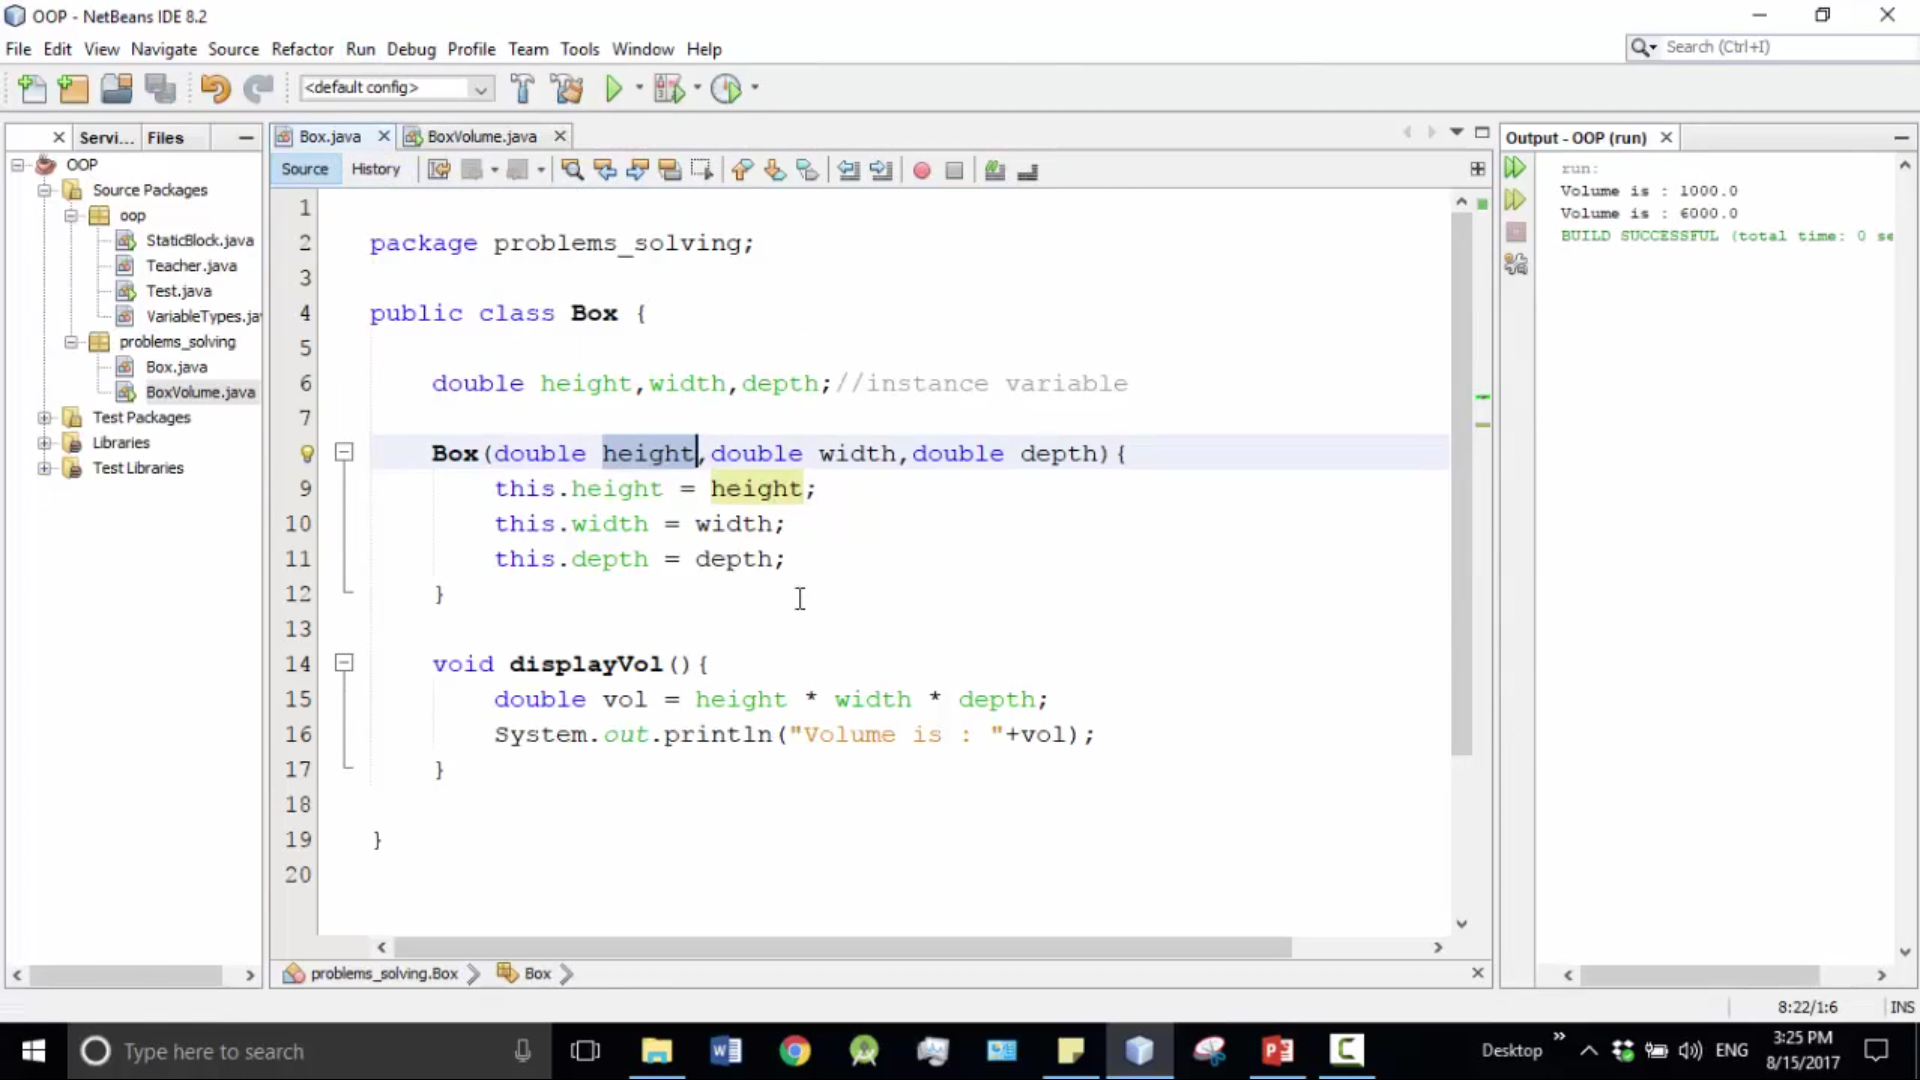 OOP - NetBeans IDE 8.2
File Edit View Navigate Source Refactor Run Debug Profile Team Tools Window Help
Search (Ctrl+I)
<default config>
Servi... Files
OOP
Source Packages
oop
StaticBlock.java
Teacher.java
Test.java
VariableTypes.ja
problems_solving
Box.java
BoxVolume.java
Test Packages
Libraries
Test Libraries
Box.java BoxVolume.java
Source History
1
2 package problems_solving;
3
4 public class Box {
5
6 double height,width,depth;//instance variable
7
Box(double height,double width,double depth){
9 this.height = height;
10 this.width = width;
11 this.depth = depth;
12 }
13
14 void displayVol(){
15 double vol = height * width * depth;
16 System.out.println("Volume is : "+vol);
17 }
18
19 }
20
problems_solving.Box Box
Output - OOP (run)
run:
Volume is : 1000.0
Volume is : 6000.0
BUILD SUCCESSFUL (total time: 0 se
8:22/1:6 INS
Type here to search
Desktop
ENG
3:25 PM
8/15/2017